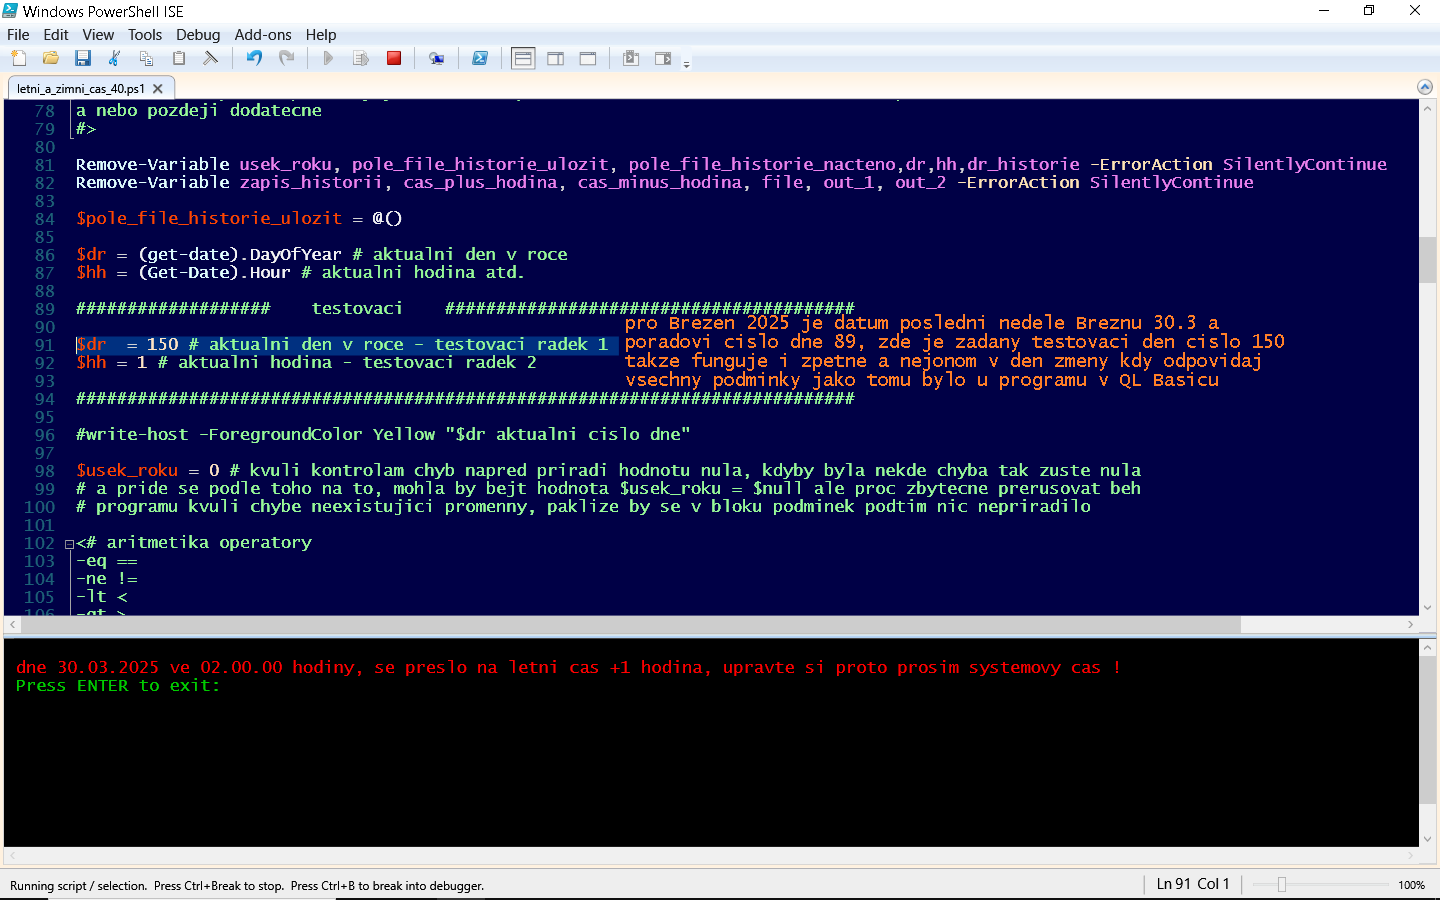 Windows PowerShell ISE
File Edit View Tools Debug Add-ons Help
letni_a_zimni_cas_40.ps1
78 a nebo pozdeji dodatecne
79 #>
80
81 Remove-Variable usek_roku, pole_file_historie_ulozit, pole_file_historie_nacteno,dr,hh,dr_historie -ErrorAction SilentlyContinue
82 Remove-Variable zapis_historii, cas_plus_hodina, cas_minus_hodina, file, out_1, out_2 -ErrorAction SilentlyContinue
83
84 $pole_file_historie_ulozit = @()
85
86 $dr = (get-date).DayOfYear # aktualni den v roce
87 $hh = (Get-Date).Hour # aktualni hodina atd.
88
89 ################### testovaci ########################################
90
pro Brezen 2025 je datum posledni nedele Breznu 30.3 a
91 $dr = 150 # aktualni den v roce - testovaci radek 1
poradovi cislo dne 89, zde je zadany testovaci den cislo 150
92 $hh = 1 # aktualni hodina - testovaci radek 2
takze funguje i zpetne a nejonom v den zmeny kdy odpovidaj
93
vsechny podminky jako tomu bylo u programu v QL Basicu
94 ############################################################################
95
96 #write-host -ForegroundColor Yellow "$dr aktualni cislo dne"
97
98 $usek_roku = 0 # kvuli kontrolam chyb napred priradi hodnotu nula, kdyby byla nekde chyba tak zuste nula
99 # a pride se podle toho na to, mohla by bejt hodnota $usek_roku = $null ale proc zbytecne prerusovat beh
100 # programu kvuli chybe neexistujici promenny, paklize by se v bloku podminek podtim nic nepriradilo
101
102 <# aritmetika operatory
103 -eq ==
104 -ne !=
105 -lt <
106 -gt >
dne 30.03.2025 ve 02.00.00 hodiny, se preslo na letni cas +1 hodina, upravte si proto prosim systemovy cas !
Press ENTER to exit:
Running script / selection. Press Ctrl+Break to stop. Press Ctrl+B to break into debugger.
Ln 91 Col 1
100%